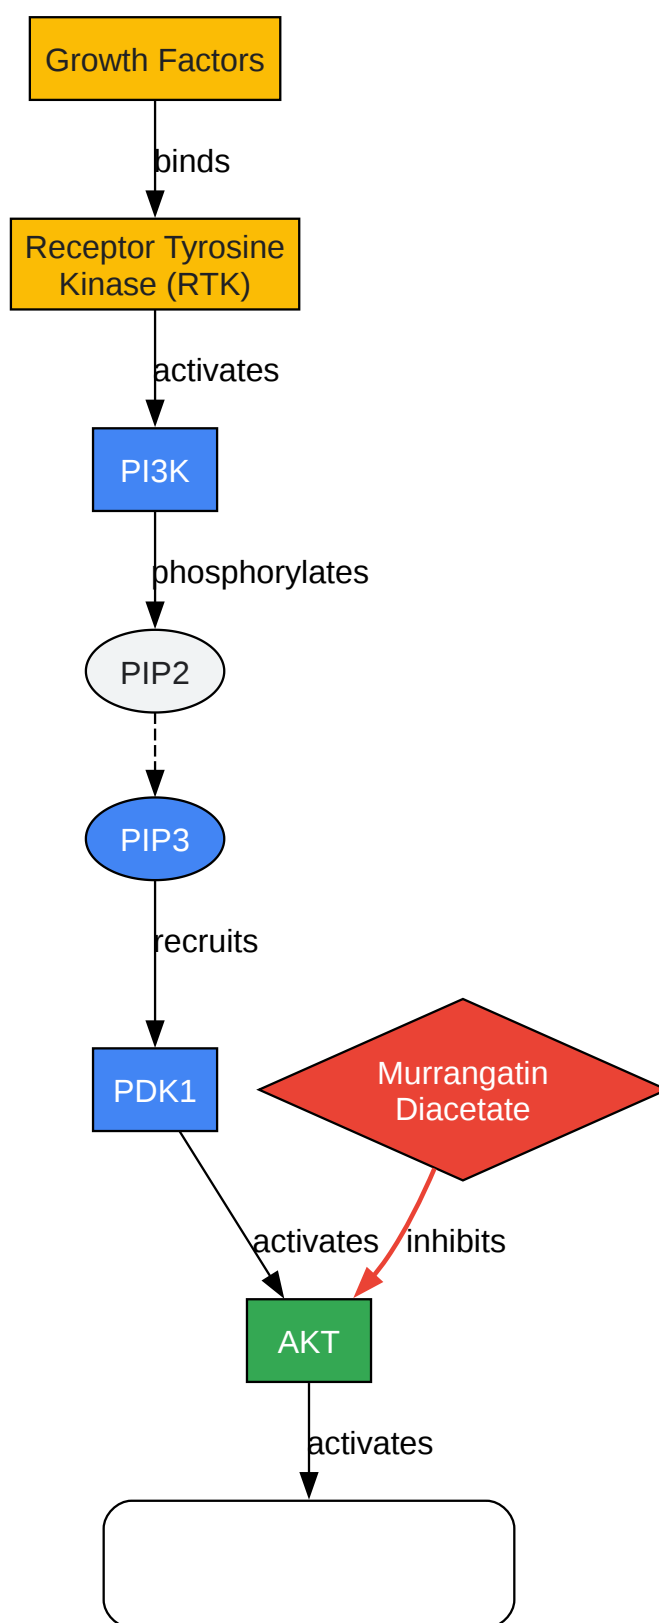 Growth Factors
binds
Receptor Tyrosine
Kinase (RTK)
activates
PI3K
phosphorylates
PIP2
PIP3
recruits
PDK1
Murrangatin
Diacetate
activates
inhibits
AKT
activates